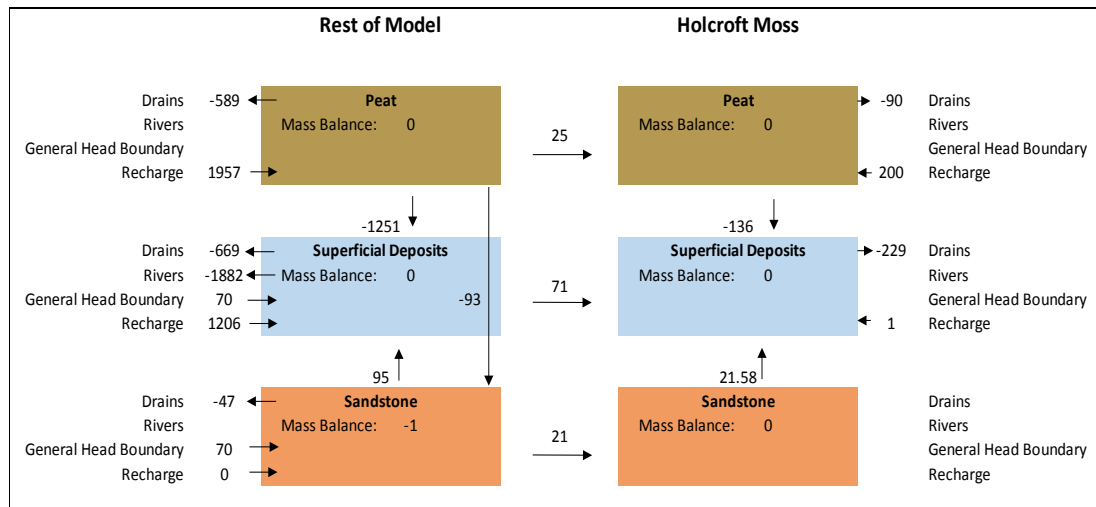 Rest of Model Holcroft Moss
Drains -589 Peat Peat -90 Drains
Rivers Mass Balance: 0 25 Mass Balance: 0 Rivers
General Head Boundary General Head Boundary
Recharge 1957 200 Recharge
-1251 -136
Drains -669 Superficial Deposits Superficial Deposits -229 Drains
Rivers -1882 Mass Balance: 0 71 Mass Balance: 0 Rivers
General Head Boundary 70 -93 General Head Boundary
Recharge 1206 1 Recharge
95 21.58
Drains -47 Sandstone Sandstone Drains
Rivers Mass Balance: -1 21 Mass Balance: 0 Rivers
General Head Boundary 70 General Head Boundary
Recharge 0 Recharge